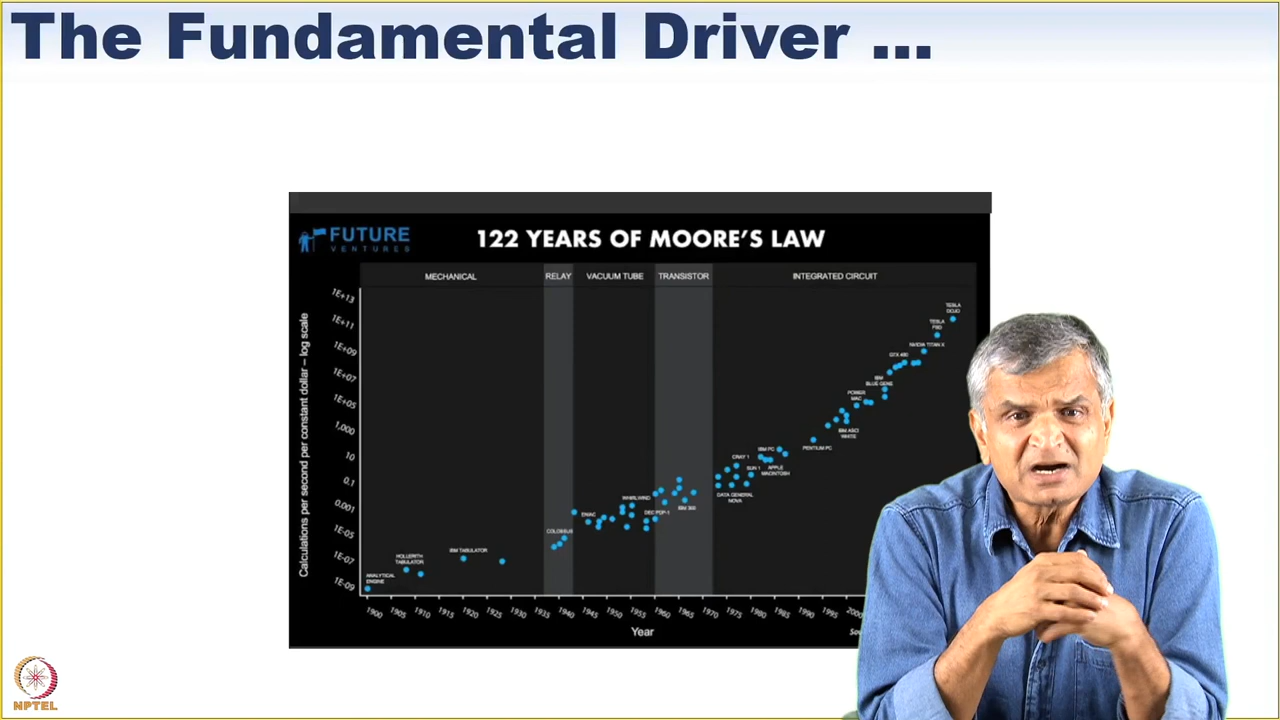 The Fundamental Driver ...
FUTURE
VENTURES
122 YEARS OF MOORE'S LAW
MECHANICAL
RELAY
VACUUM TUBE
TRANSISTOR
INTEGRATED CIRCUIT
Calculations per second per constant dollar – log scale
1E+13
1E+11
1E+09
1E+07
1E+05
1,000
10
0.1
0.001
1E-05
1E-07
1E-09
ANALYTICAL
ENGINE
HOLLERITH
TABULATOR
IBM TABULATOR
COLOSSUS
ENIAC
WHIRLWIND
DEC PDP-1
IBM 360
DATA GENERAL
NOVA
CRAY 1
SUN 1
IBM PC
APPLE
MACINTOSH
PENTIUM PC
IBM ASCI
WHITE
POWER
MAC
IBM
BLUE GENE
GTX 480
NVIDIA TITAN X
TESLA
FSD
TESLA
DOJO
1900 1905 1910 1915 1920 1925 1930 1935 1940 1945 1950 1955 1960 1965 1970 1975 1980 1985 1990 1995 2000
Year
NPTEL